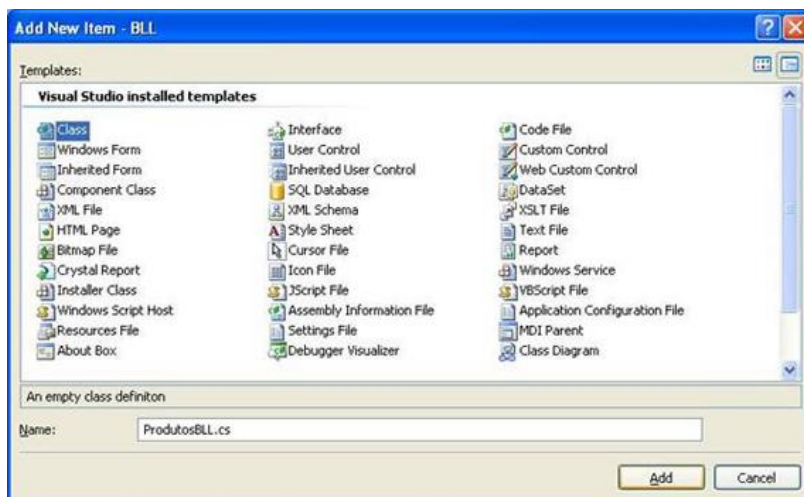 Add New Item - BLL
Templates:
Visual Studio installed templates
Class Interface Code File
Windows Form User Control Custom Control
Inherited Form Inherited User Control Web Custom Control
Component Class SQL Database DataSet
XML File XML Schema XSLT File
HTML Page Style Sheet Text File
Bitmap File Cursor File Report
Crystal Report Icon File Windows Service
Installer Class JScript File VBScript File
Windows Script Host Assembly Information File Application Configuration File
Resources File Settings File MDI Parent
About Box Debugger Visualizer Class Diagram
An empty class definiton
Name: ProdutosBLL.cs
Add Cancel